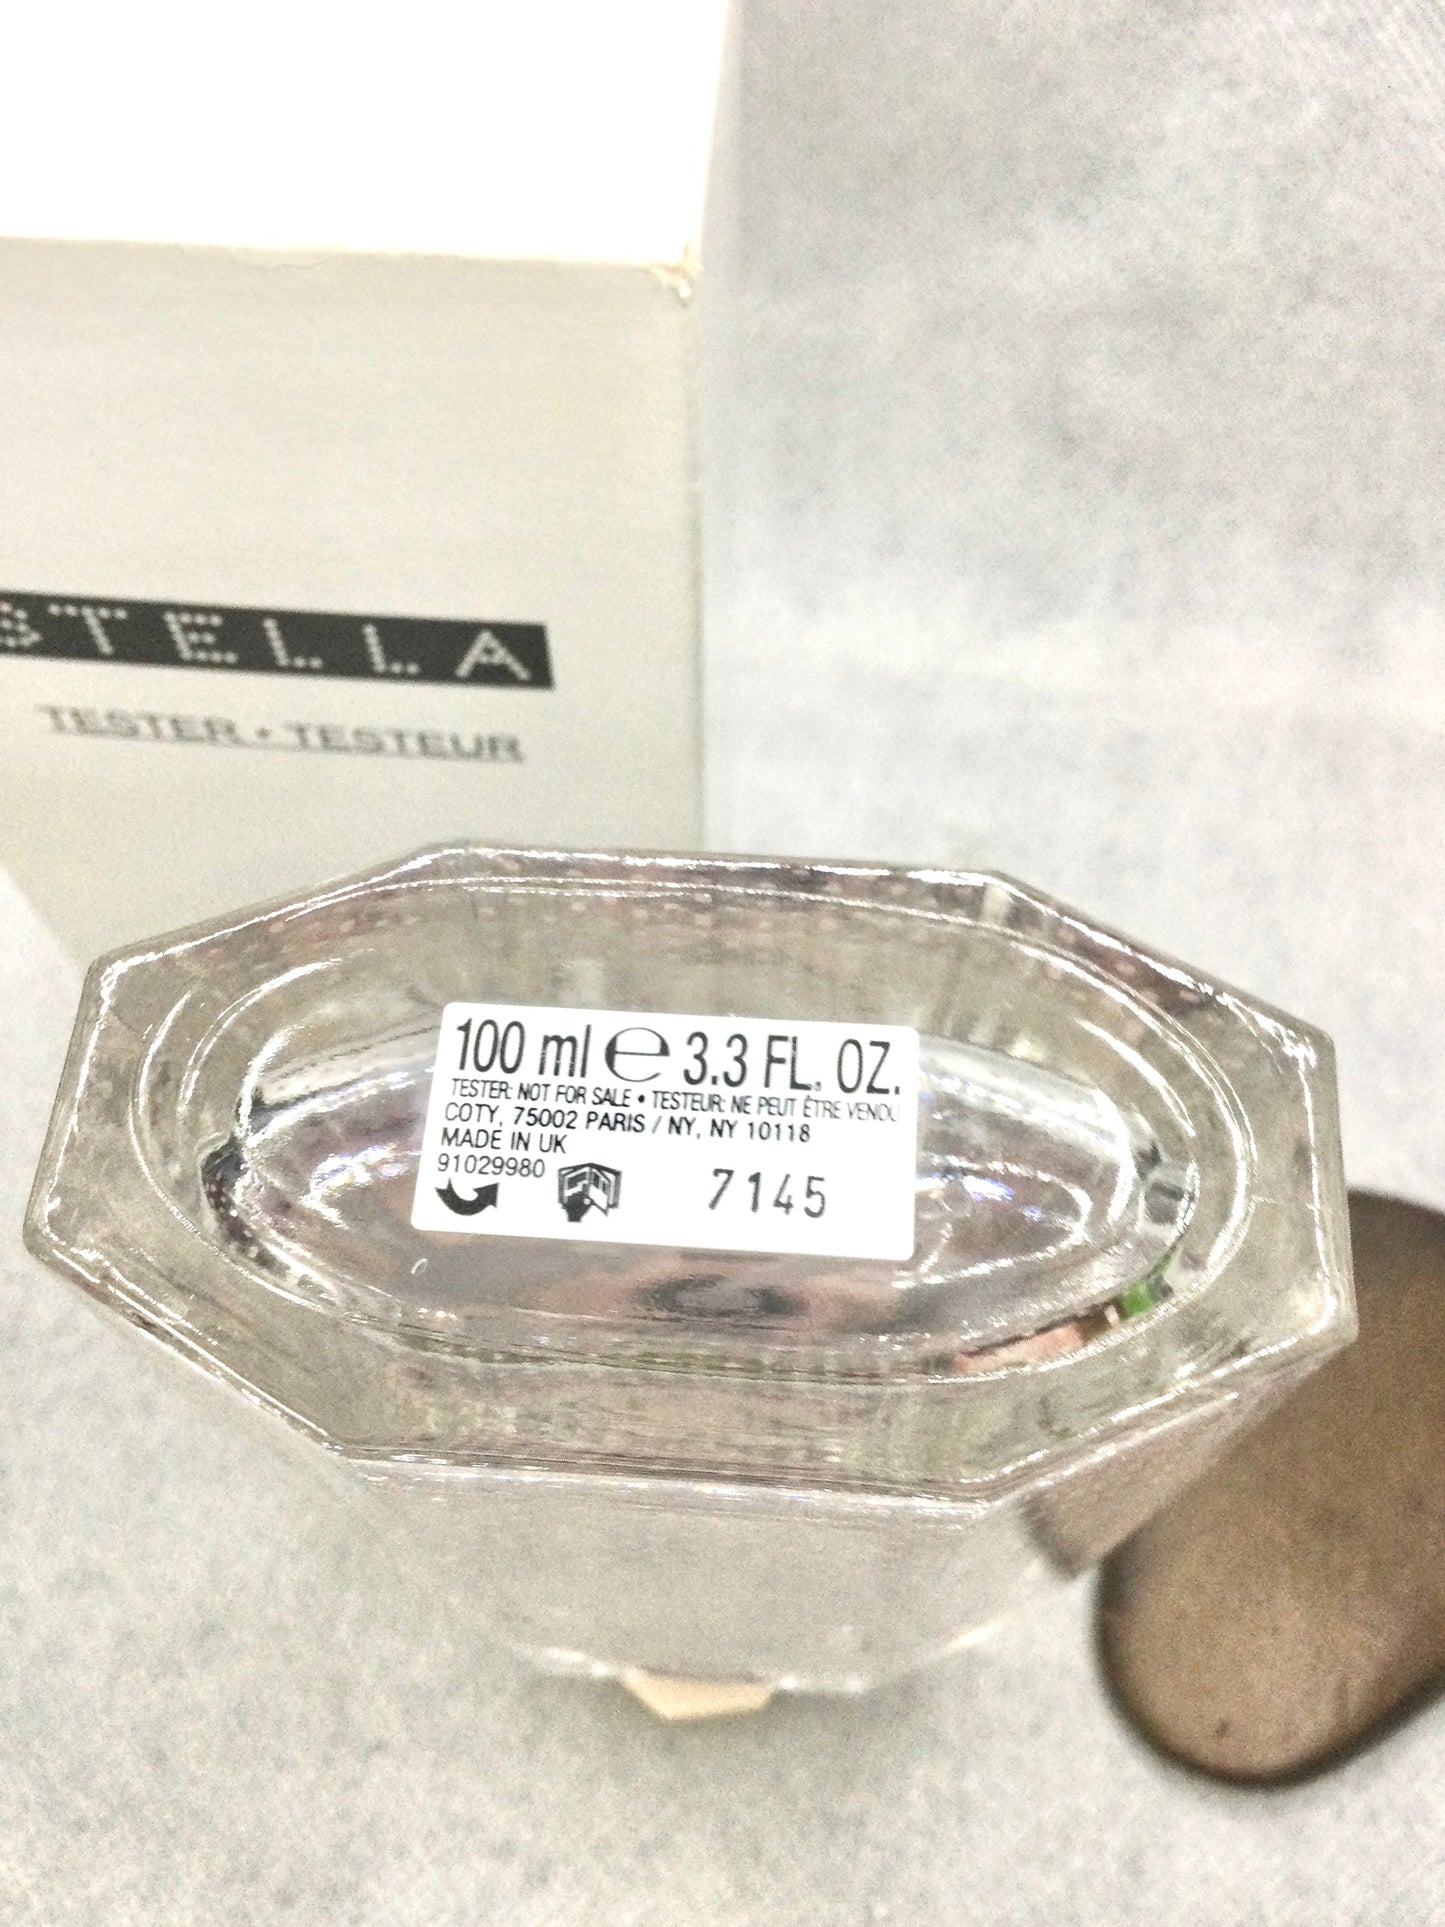 STELLA
TESTER • TESTEUR
100 ml ℮ 3.3 FL. OZ.
TESTER: NOT FOR SALE • TESTEUR: NE PEUT ÊTRE VENDU
COTY, 75002 PARIS / NY, NY 10118
MADE IN UK
91029980
7145